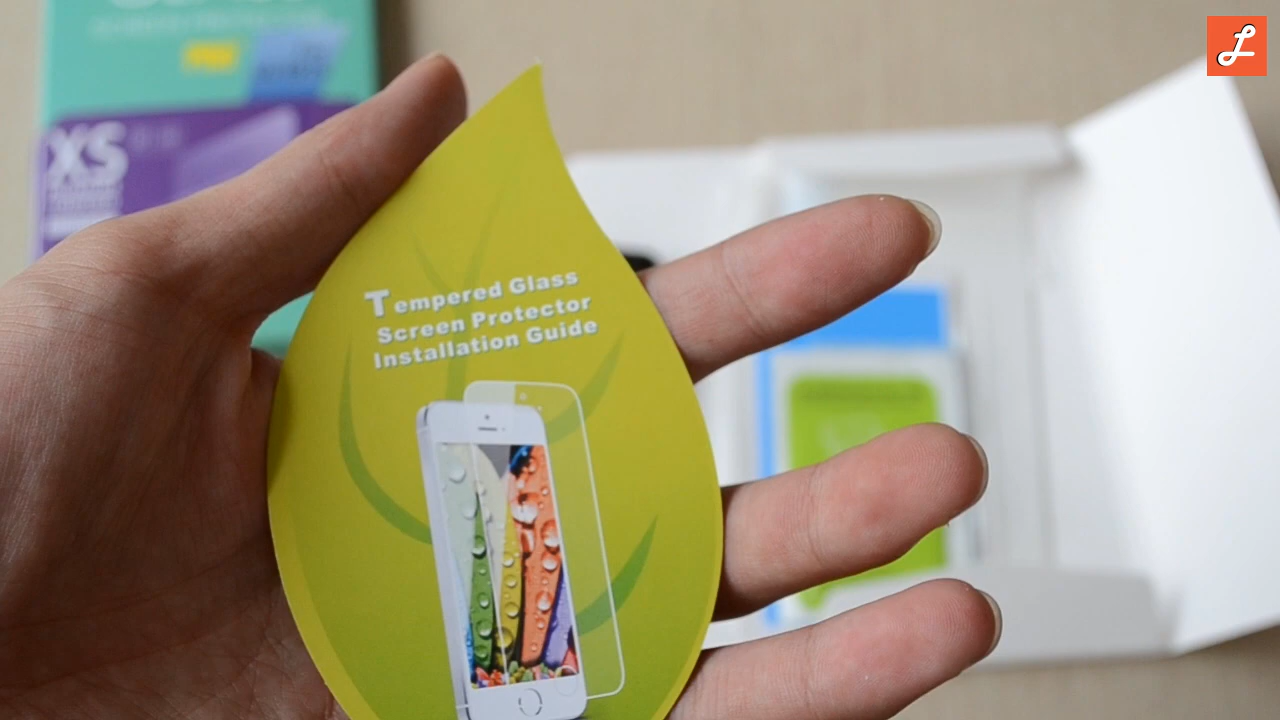 XS
Tempered Glass
Screen Protector
Installation Guide